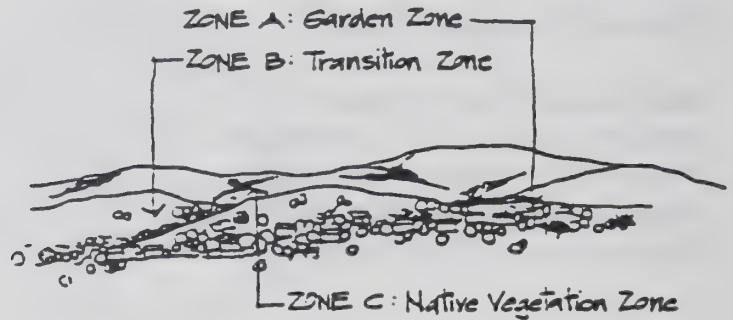 ZONE A: Garden Zone
ZONE B: Transition Zone
ZONE C: Native Vegetation Zone